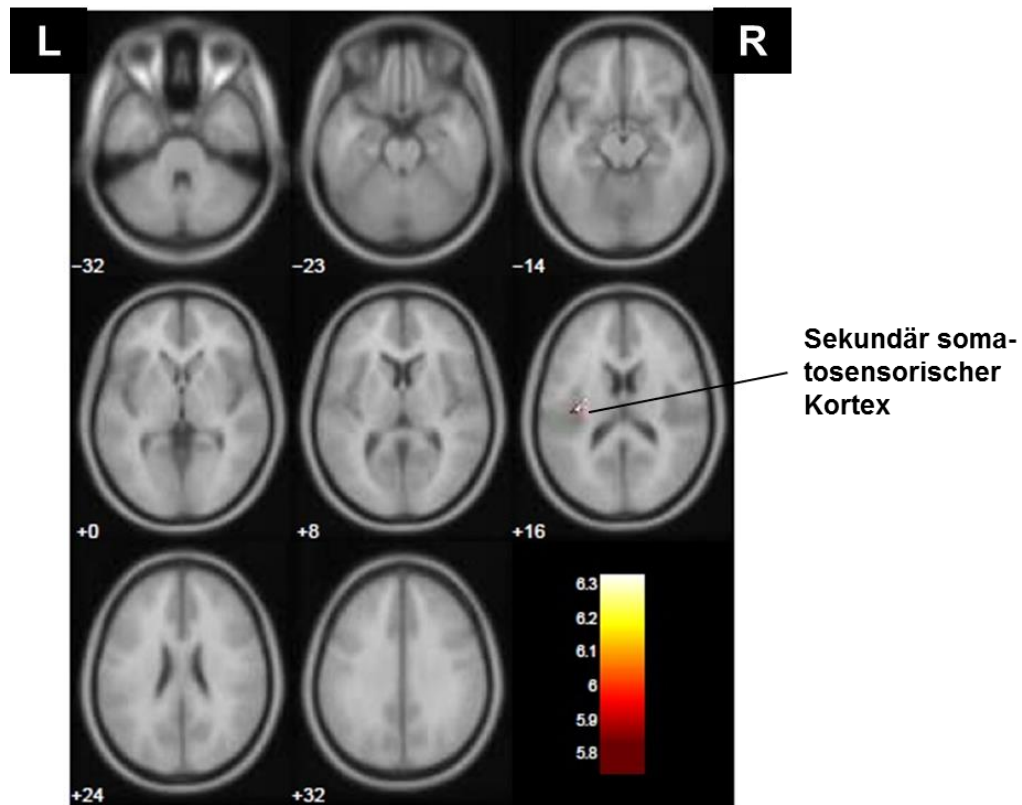 L
R
−32
−23
−14
Sekundär soma-
tosensorischer
Kortex
+0
+8
+16
6.3
6.2
6.1
6
5.9
5.8
+24
+32